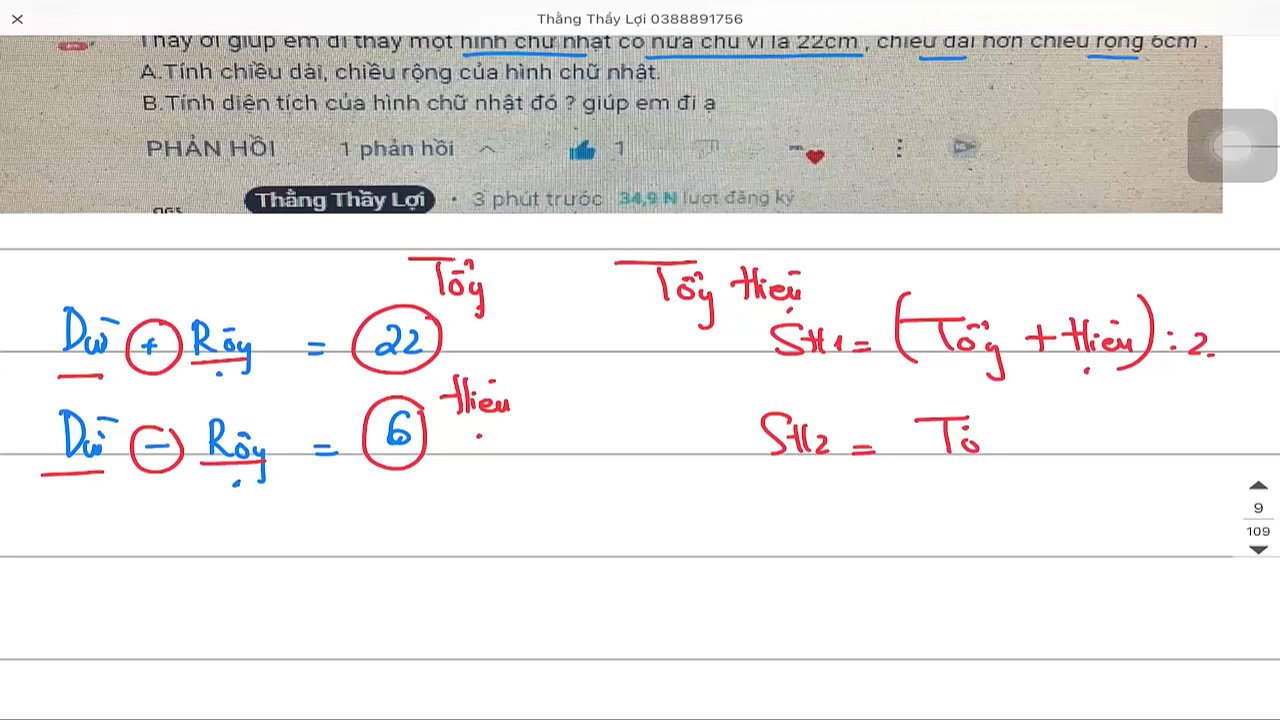 Thằng Thầy Lợi 0388891756
Thầy ơi giúp em đi thầy một hình chữ nhật có nửa chu vi là 22cm , chiều dài hơn chiều rộng 6cm .
A.Tính chiều dài, chiều rộng của hình chữ nhật.
B.Tính diện tích của hình chữ nhật đó ? giúp em đi ạ
PHẢN HỒI 1 phản hồi 1
Thằng Thầy Lợi • 3 phút trước 34,9 N lượt đăng ký
Tổng Tổng Hiệu
Dài + Rộng = 22 SH1 = (Tổng + Hiệu) : 2.
Hiệu
Dài - Rộng = 6 SH2 = Tổ
9
109